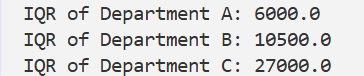 IQR of Department A: 6000.0
IQR of Department B: 10500.0
IQR of Department C: 27000.0